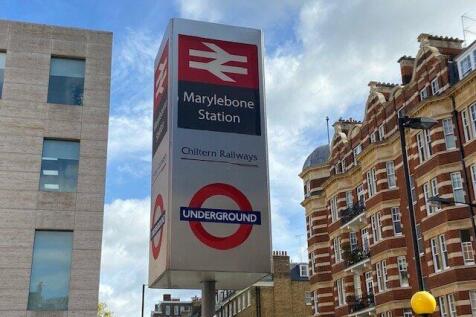 Marylebone
Station
Chiltern Railways
UNDERGROUND